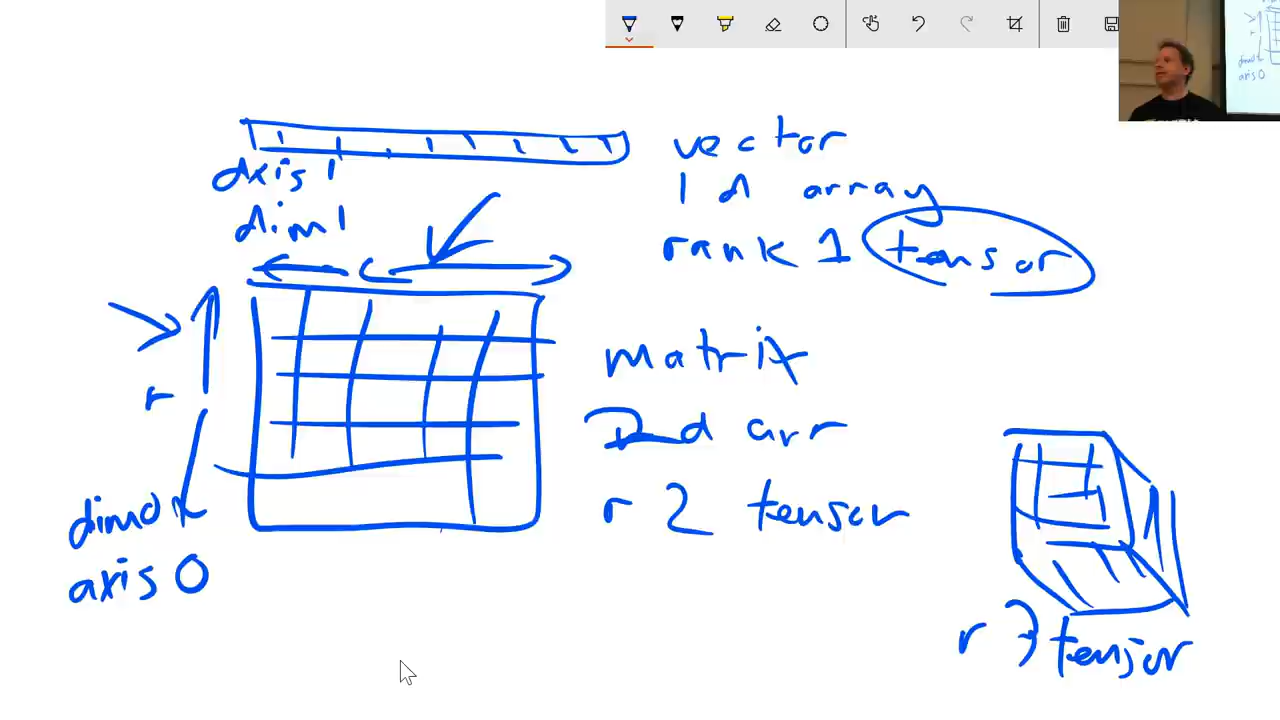 vector
1 d array
rank 1 tensor
axis 1
dim 1
matrix
2d arr
r 2 tensor
r
dim 0
axis 0
r 3 tensor